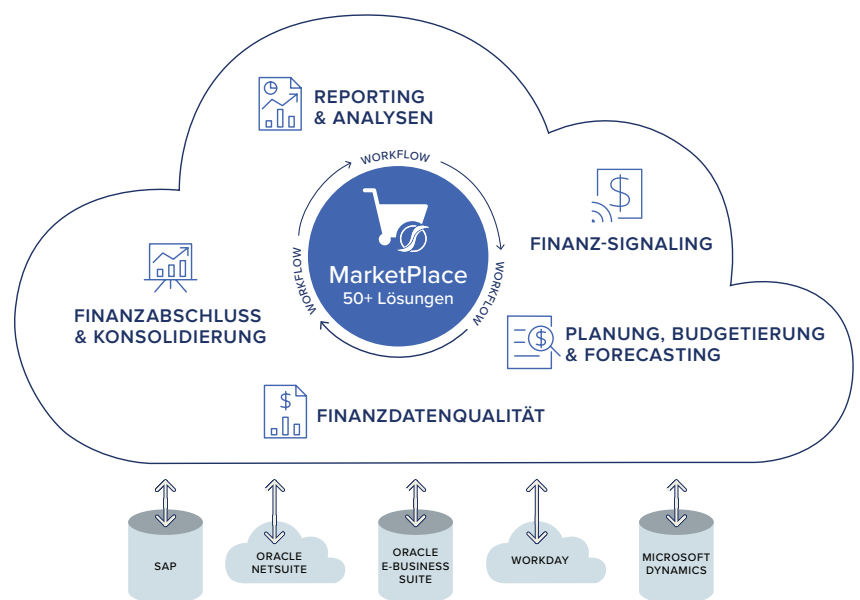 REPORTING
& ANALYSEN
WORKFLOW
FINANZ-SIGNALING
MarketPlace
50+ Lösungen
WORKFLOW
WORKFLOW
FINANZABSCHLUSS
& KONSOLIDIERUNG
PLANUNG, BUDGETIERUNG
& FORECASTING
FINANZDATENQUALITÄT
SAP
ORACLE
NETSUITE
ORACLE
E-BUSINESS
SUITE
WORKDAY
MICROSOFT
DYNAMICS